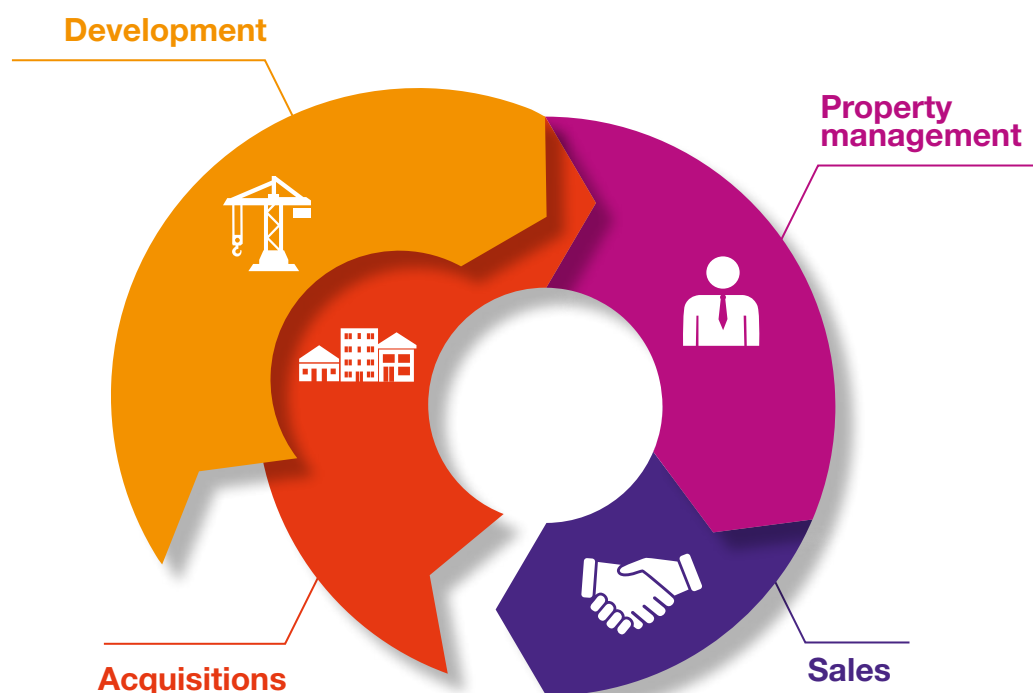 Development
Property
management
Acquisitions
Sales